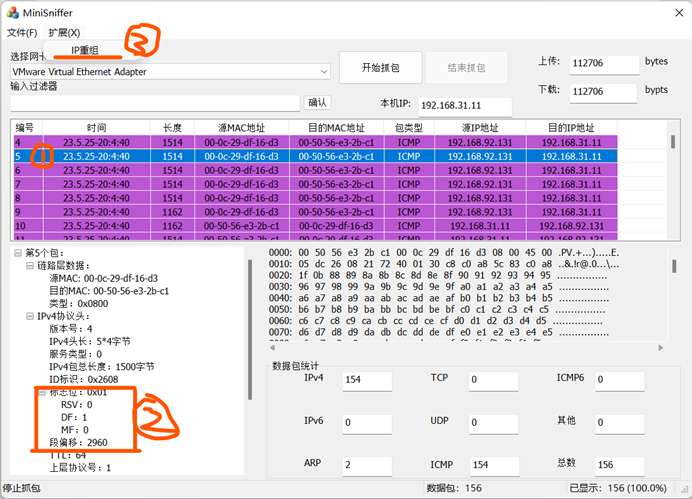 MiniSniffer
文件(F) 扩展(X)
IP重组
3
选择网卡
VMware Virtual Ethernet Adapter
开始抓包
结束抓包
上传: 112706 bytes
输入过滤器
下载: 112706 bypts
确认
本机IP: 192.168.31.11
编号 时间 长度 源MAC地址 目的MAC地址 包类型 源IP地址 目的IP地址
4 23.5.25-20:4:40 1514 00-0c-29-df-16-d3 00-50-56-e3-2b-c1 ICMP 192.168.92.131 192.168.31.11
5 1 23.5.25-20:4:40 1514 00-0c-29-df-16-d3 00-50-56-e3-2b-c1 ICMP 192.168.92.131 192.168.31.11
6 23.5.25-20:4:40 1514 00-0c-29-df-16-d3 00-50-56-e3-2b-c1 ICMP 192.168.92.131 192.168.31.11
7 23.5.25-20:4:40 1514 00-0c-29-df-16-d3 00-50-56-e3-2b-c1 ICMP 192.168.92.131 192.168.31.11
8 23.5.25-20:4:40 1514 00-0c-29-df-16-d3 00-50-56-e3-2b-c1 ICMP 192.168.92.131 192.168.31.11
9 23.5.25-20:4:40 1162 00-0c-29-df-16-d3 00-50-56-e3-2b-c1 ICMP 192.168.92.131 192.168.31.11
10 23.5.25-20:4:40 1162 00-50-56-e3-2b-c1 00-0c-29-df-16-d3 ICMP 192.168.31.11 192.168.92.131
第5个包:
链路层数据:
源MAC: 00-0c-29-df-16-d3
目的MAC: 00-50-56-e3-2b-c1
类型: 0x0800
IPv4协议头:
版本号: 4
IPv4头长: 5*4字节
服务类型: 0
IPv4包总长度: 1500字节
ID标识: 0x2608
标志位: 0x01
RSV: 0
DF: 1
MF: 0
段偏移: 2960
TTL: 64
上层协议号: 1
2
0000: 00 50 56 e3 2b c1 00 0c 29 df 16 d3 08 00 45 00 .PV.+...).....E.
0010: 05 dc 26 08 21 72 40 01 30 c8 c0 a8 5c 83 c0 a8 ..&.!r@.0...\...
0020: 1f 0b 88 89 8a 8b 8c 8d 8e 8f 90 91 92 93 94 95 ................
0030: 96 97 98 99 9a 9b 9c 9d 9e 9f a0 a1 a2 a3 a4 a5 ................
0040: a6 a7 a8 a9 aa ab ac ad ae af b0 b1 b2 b3 b4 b5 ................
0050: b6 b7 b8 b9 ba bb bc bd be bf c0 c1 c2 c3 c4 c5 ................
0060: c6 c7 c8 c9 ca cb cc cd ce cf d0 d1 d2 d3 d4 d5 ................
0070: d6 d7 d8 d9 da db dc dd de df e0 e1 e2 e3 e4 e5 ................
数据包统计
IPv4 154 TCP 0 ICMP6 0
IPv6 0 UDP 0 其他 0
ARP 2 ICMP 154 总数 156
停止抓包 数据包: 156 已显示: 156 (100.0%)